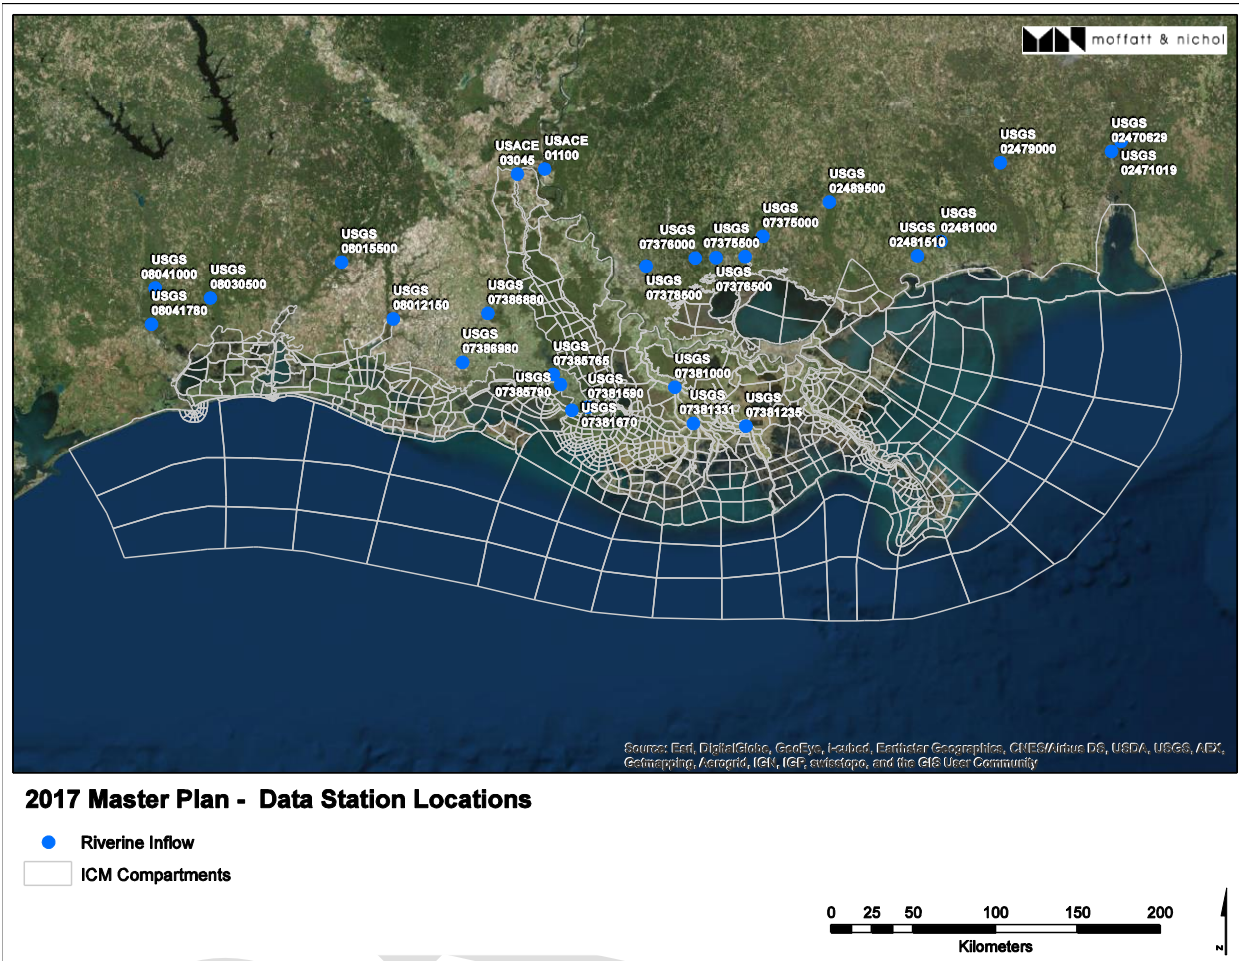 moffatt & nichol
USGS
02470629
USGS
02471019
USGS
02479000
USACE
01100
USACE
03045
USGS
02489500
USGS
07375000
USGS
02481000
USGS
02481510
USGS
07376000
USGS
07375500
USGS
07376500
USGS
07378500
USGS
08015500
USGS
08041000
USGS
08030500
USGS
08041780
USGS
08012150
USGS
07386880
USGS
07386980
USGS
07385765
USGS
07385790
USGS
07381590
USGS
07381670
USGS
07381000
USGS
07381331
USGS
07381235
Source: Esri, DigitalGlobe, GeoEye, i-cubed, Earthstar Geographics, CNES/Airbus DS, USDA, USGS, AEX,
Getmapping, Aerogrid, IGN, IGP, swisstopo, and the GIS User Community
2017 Master Plan - Data Station Locations
Riverine Inflow
ICM Compartments
0 25 50 100 150 200
Kilometers
N